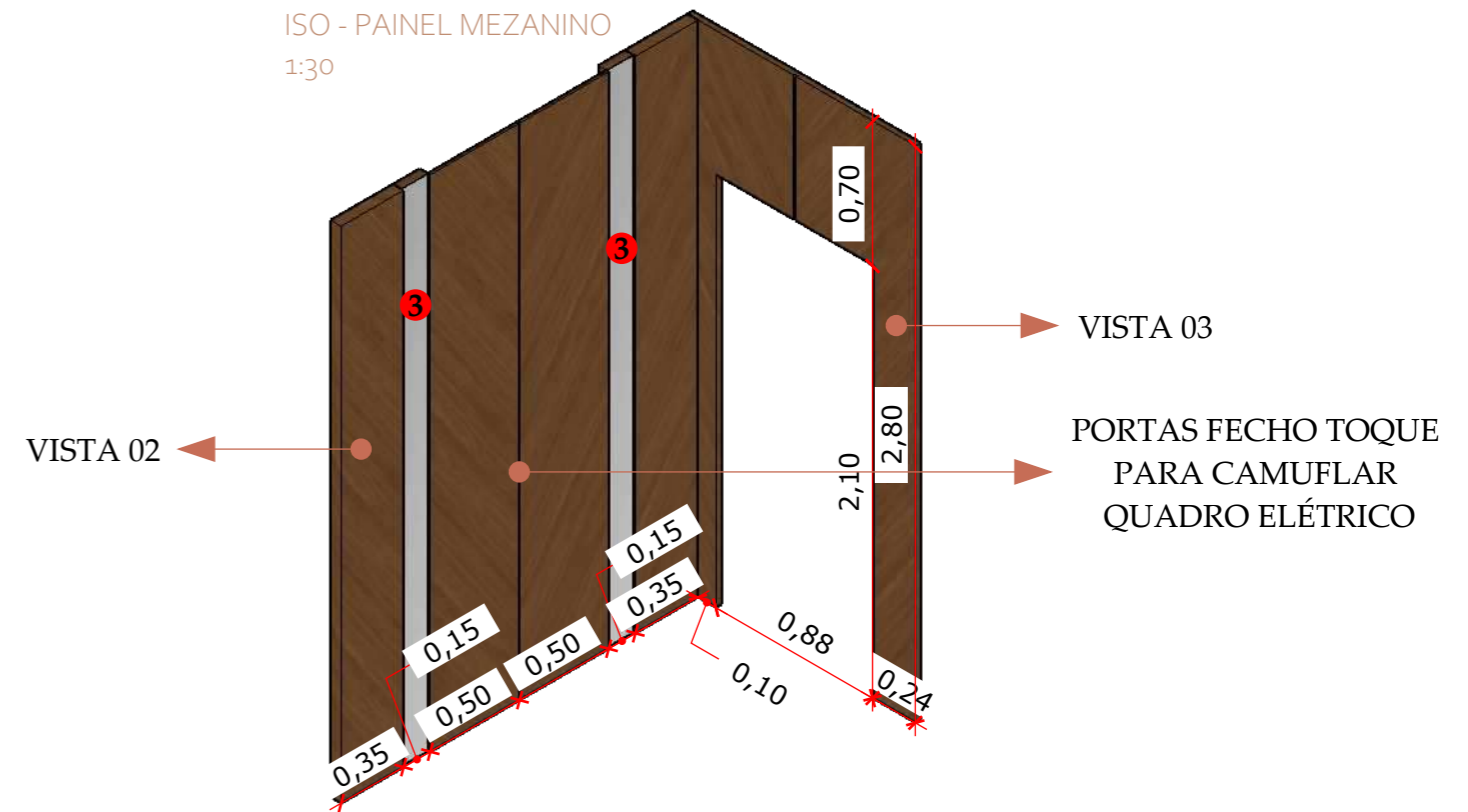 ISO - PAINEL MEZANINO
1:30
0,70
3
3
VISTA 03
2,80
2,10
VISTA 02
PORTAS FECHO TOQUE
PARA CAMUFLAR
QUADRO ELÉTRICO
0,15
0,35
0,88
0,15
0,50
0,10
0,24
0,50
0,35